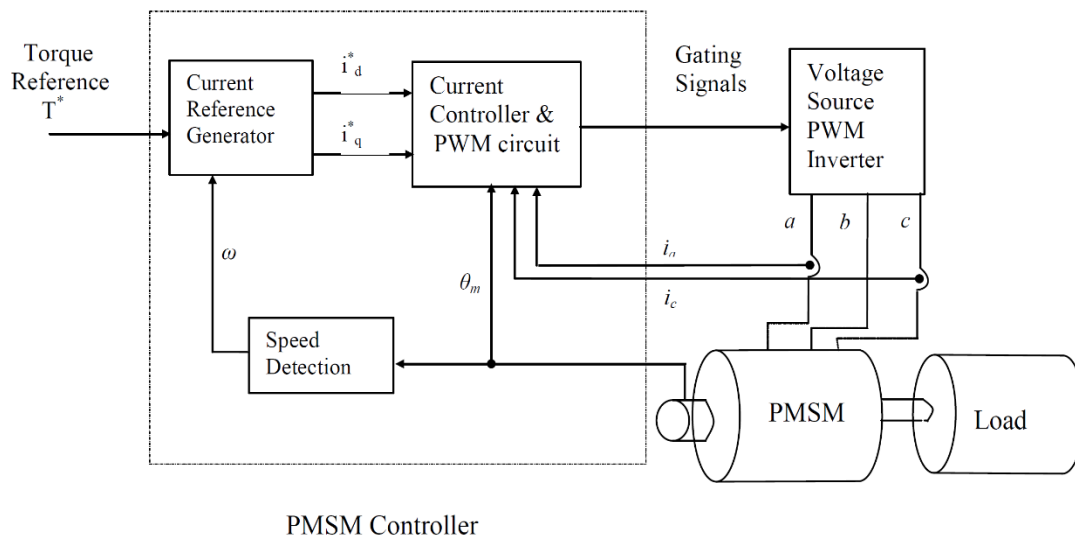 Torque
Reference
T*
Current
Reference
Generator
i*d
i*q
Current
Controller &
PWM circuit
Gating
Signals
Voltage
Source
PWM
Inverter
a b c
ia
ic
ω
θm
Speed
Detection
PMSM
Load
PMSM Controller